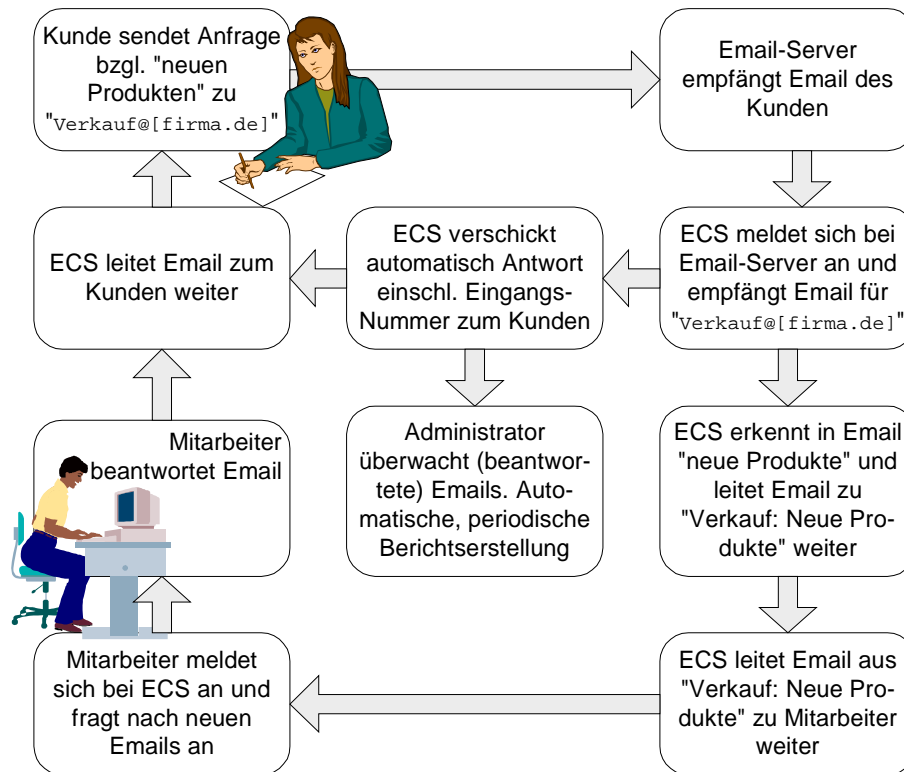 Kunde sendet Anfrage
bzgl. "neuen
Produkten" zu
"Verkauf@[firma.de]"
Email-Server
empfängt Email des
Kunden
ECS leitet Email zum
Kunden weiter
ECS verschickt
automatisch Antwort
einschl. Eingangs-
Nummer zum Kunden
ECS meldet sich bei
Email-Server an und
empfängt Email für
"Verkauf@[firma.de]"
Mitarbeiter
beantwortet Email
Administrator
überwacht (beantwor-
tete) Emails. Auto-
matische, periodische
Berichtserstellung
ECS erkennt in Email
"neue Produkte" und
leitet Email zu
"Verkauf: Neue Pro-
dukte" weiter
Mitarbeiter meldet
sich bei ECS an und
fragt nach neuen
Emails an
ECS leitet Email aus
"Verkauf: Neue Pro-
dukte" zu Mitarbeiter
weiter